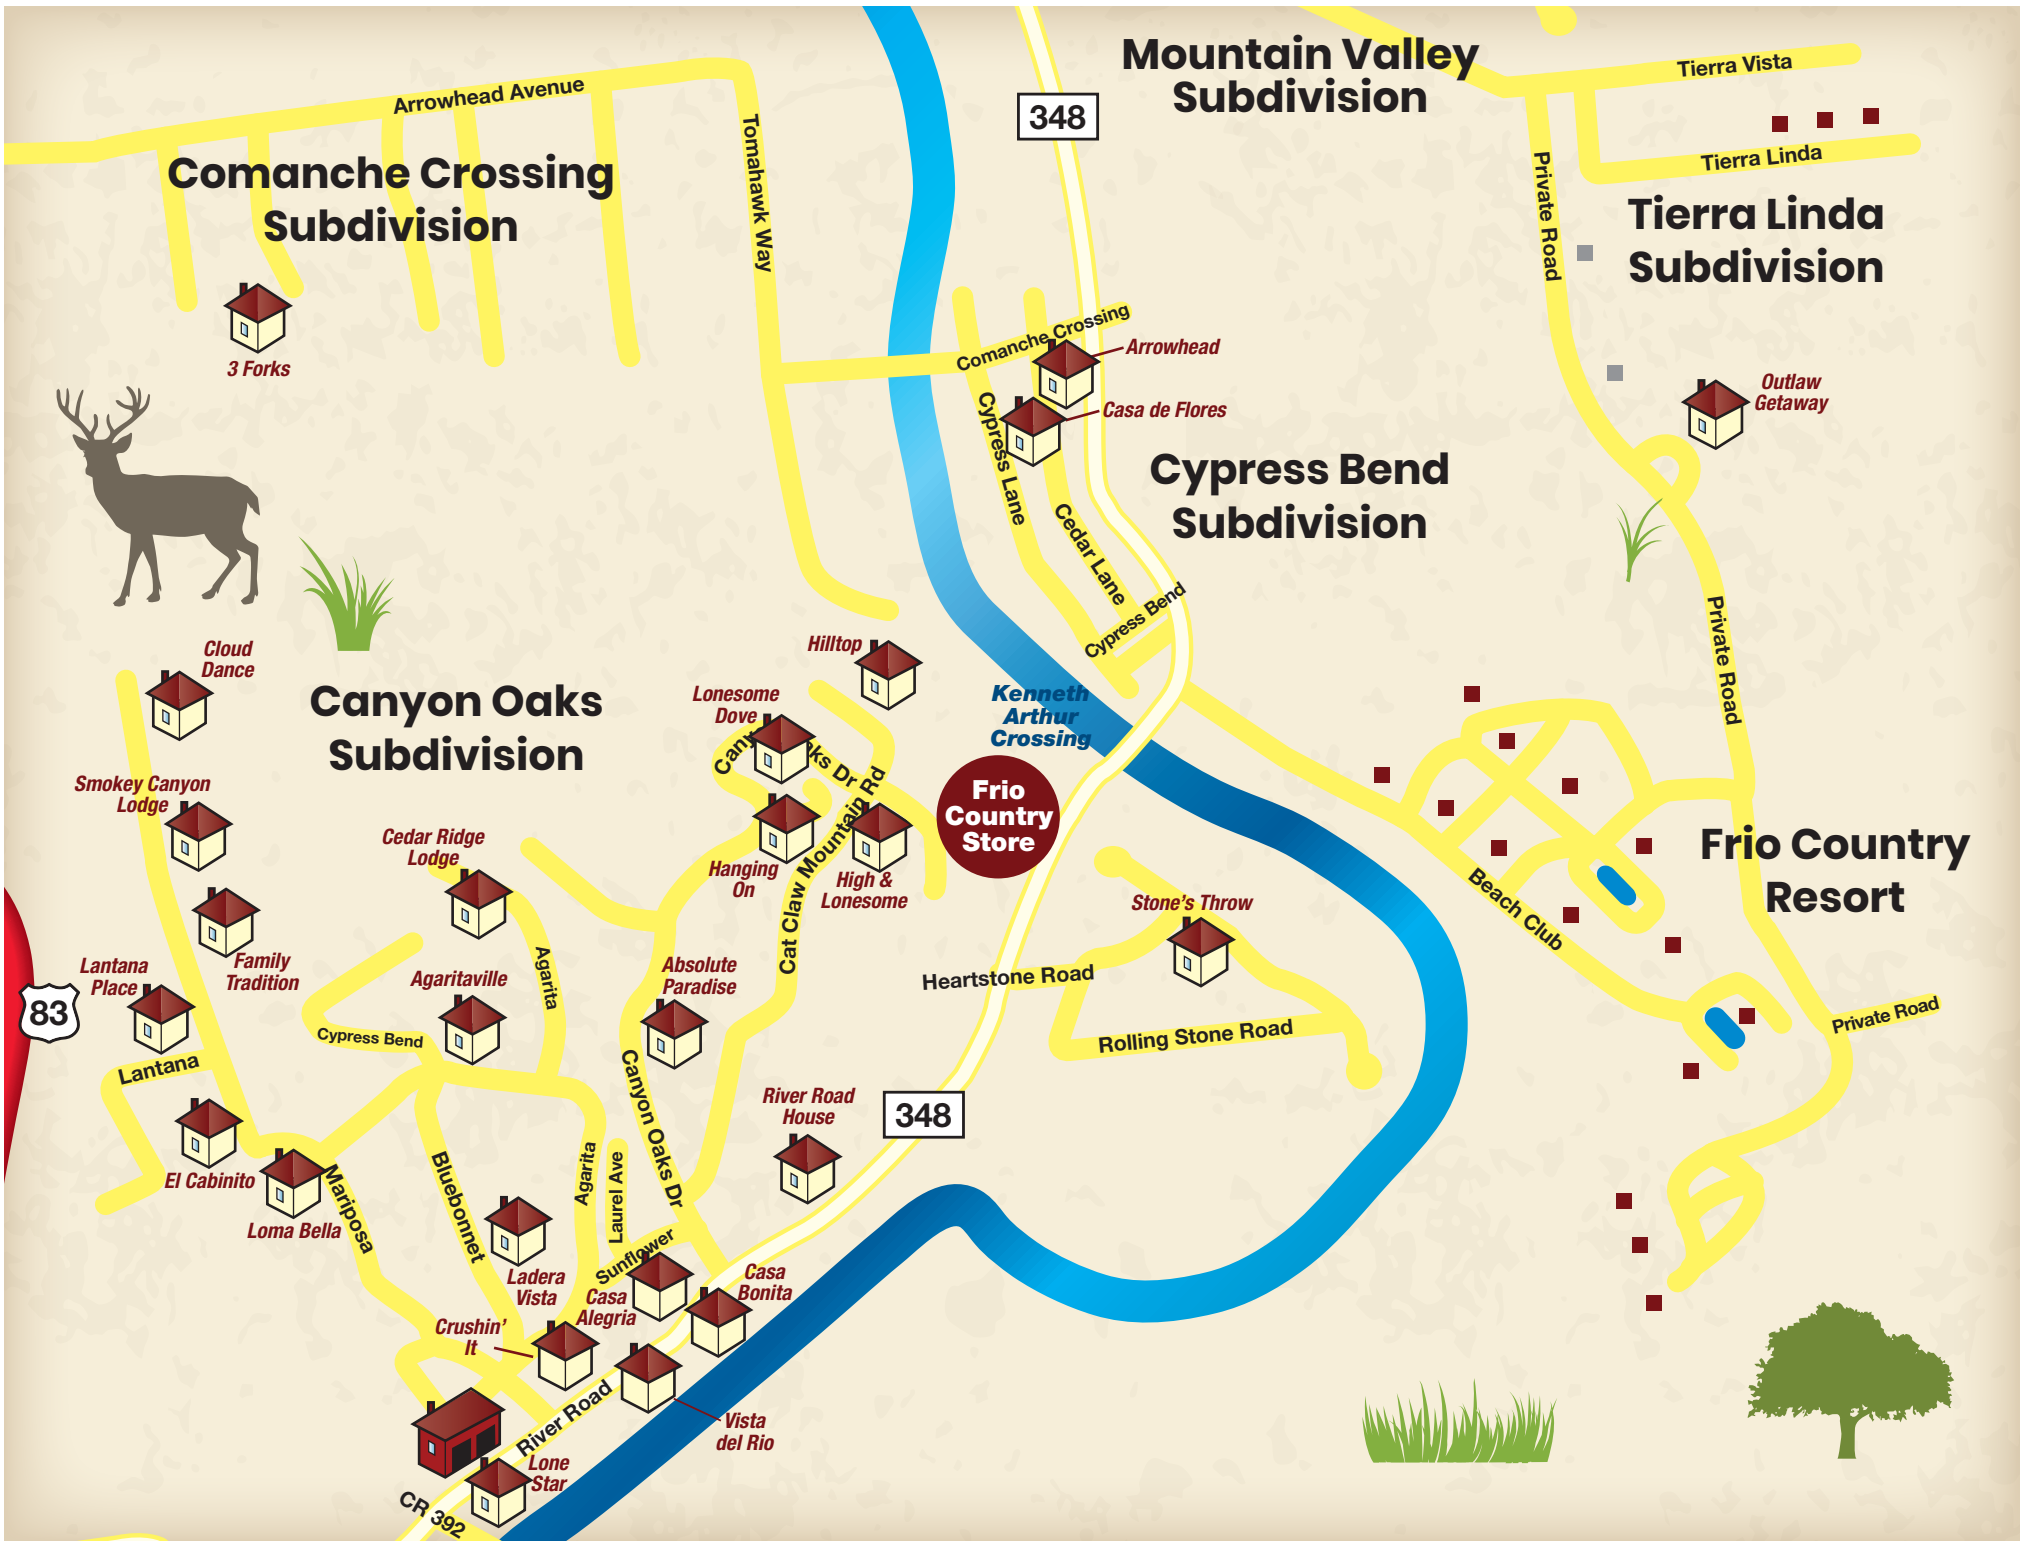 Mountain Valley
Subdivision
Tierra Vista
Arrowhead Avenue
348
Tierra Linda
Comanche Crossing
Subdivision
Tomahawk Way
Private Road
Tierra Linda
Subdivision
3 Forks
Comanche Crossing
Arrowhead
Casa de Flores
Outlaw
Getaway
Cypress Lane
Cypress Bend
Subdivision
Cedar Lane
Cypress Bend
Private Road
Cloud
Dance
Hilltop
Canyon Oaks
Subdivision
Lonesome
Dove
Kenneth
Arthur
Crossing
Smokey Canyon
Lodge
Oaks Dr
Frio
Country
Store
Cedar Ridge
Lodge
Hanging
On
High &
Lonesome
Cat Claw Mountain Rd
Frio Country
Resort
Beach Club
Stone's Throw
Lantana
Place
Family
Tradition
Agaritaville
Agarita
Absolute
Paradise
Heartstone Road
83
Cypress Bend
Rolling Stone Road
Private Road
Lantana
Canyon Oaks Dr
River Road
House
348
El Cabinito
Loma Bella
Mariposa
Bluebonnet
Agarita
Laurel Ave
Sunflower
Ladera
Vista
Casa
Alegria
Casa
Bonita
Crushin'
It
River Road
Vista
del Rio
Lone
Star
CR 392